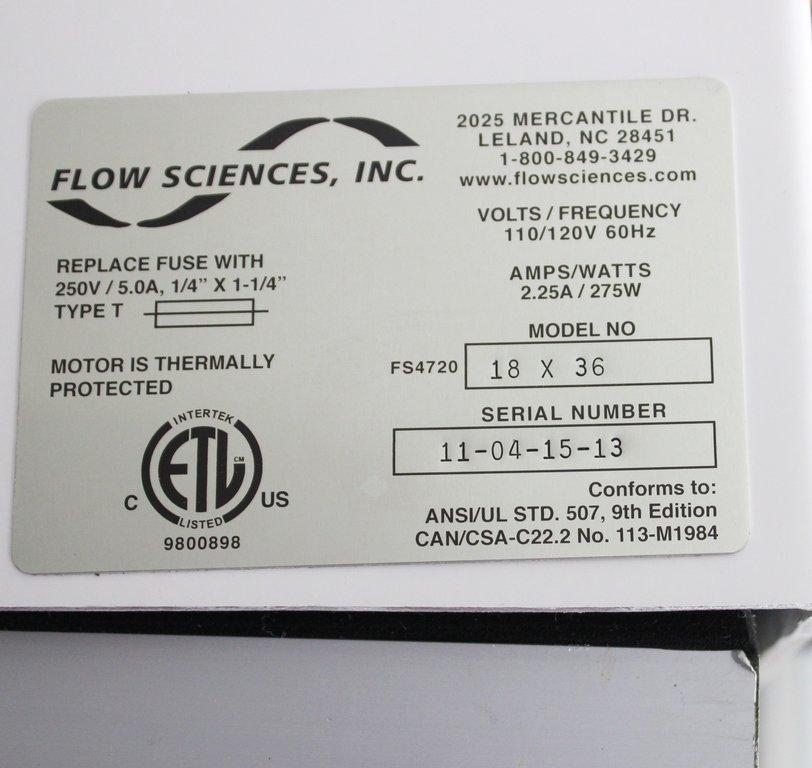 FLOW SCIENCES, INC.
2025 MERCANTILE DR.
LELAND, NC 28451
1-800-849-3429
www.flowsciences.com
VOLTS / FREQUENCY
110/120V 60Hz
AMPS/WATTS
2.25A / 275W
REPLACE FUSE WITH
250V / 5.0A, 1/4" X 1-1/4"
TYPE T
MOTOR IS THERMALLY
PROTECTED
MODEL NO
FS4720 18 X 36
SERIAL NUMBER
11-04-15-13
INTERTEK
ETL CM
C US
LISTED
9800898
Conforms to:
ANSI/UL STD. 507, 9th Edition
CAN/CSA-C22.2 No. 113-M1984